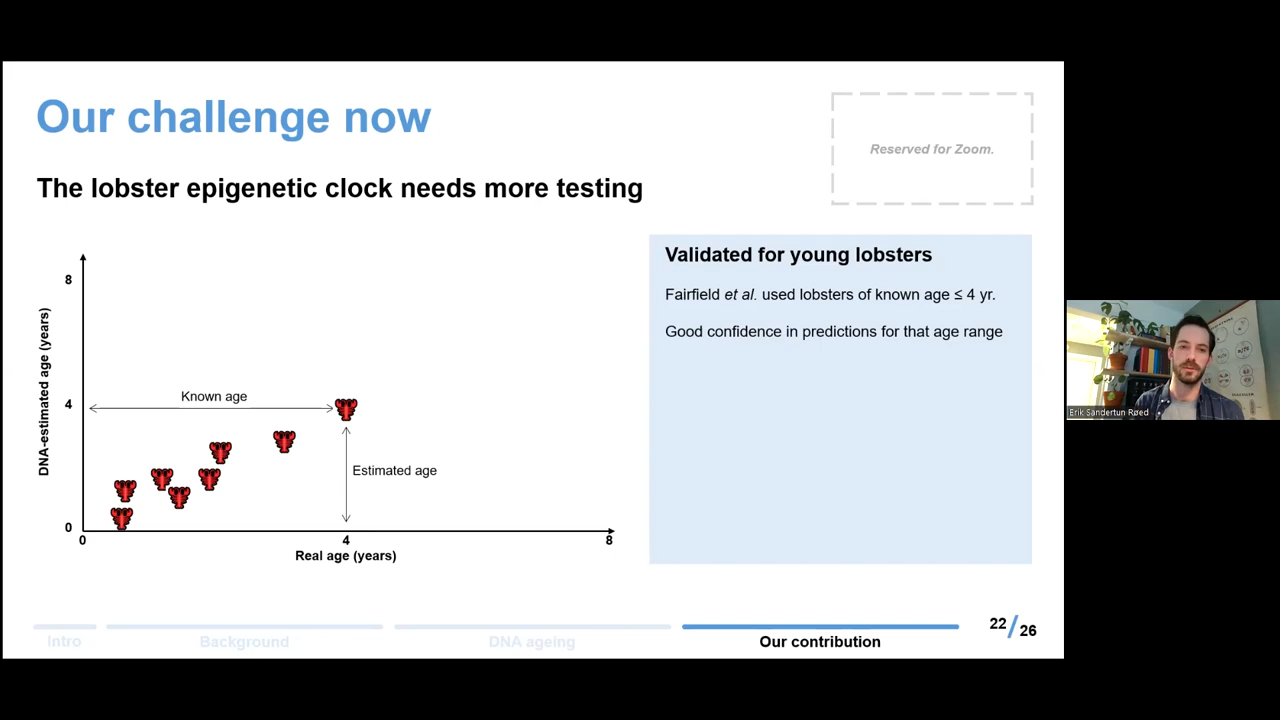 Our challenge now
Reserved for Zoom.
The lobster epigenetic clock needs more testing
8
4
0
DNA-estimated age (years)
Known age
Estimated age
0
4
8
Real age (years)
Validated for young lobsters
Fairfield et al. used lobsters of known age ≤ 4 yr.
Good confidence in predictions for that age range
Erik Sandertun Røed
Intro
Background
DNA ageing
Our contribution
22/26